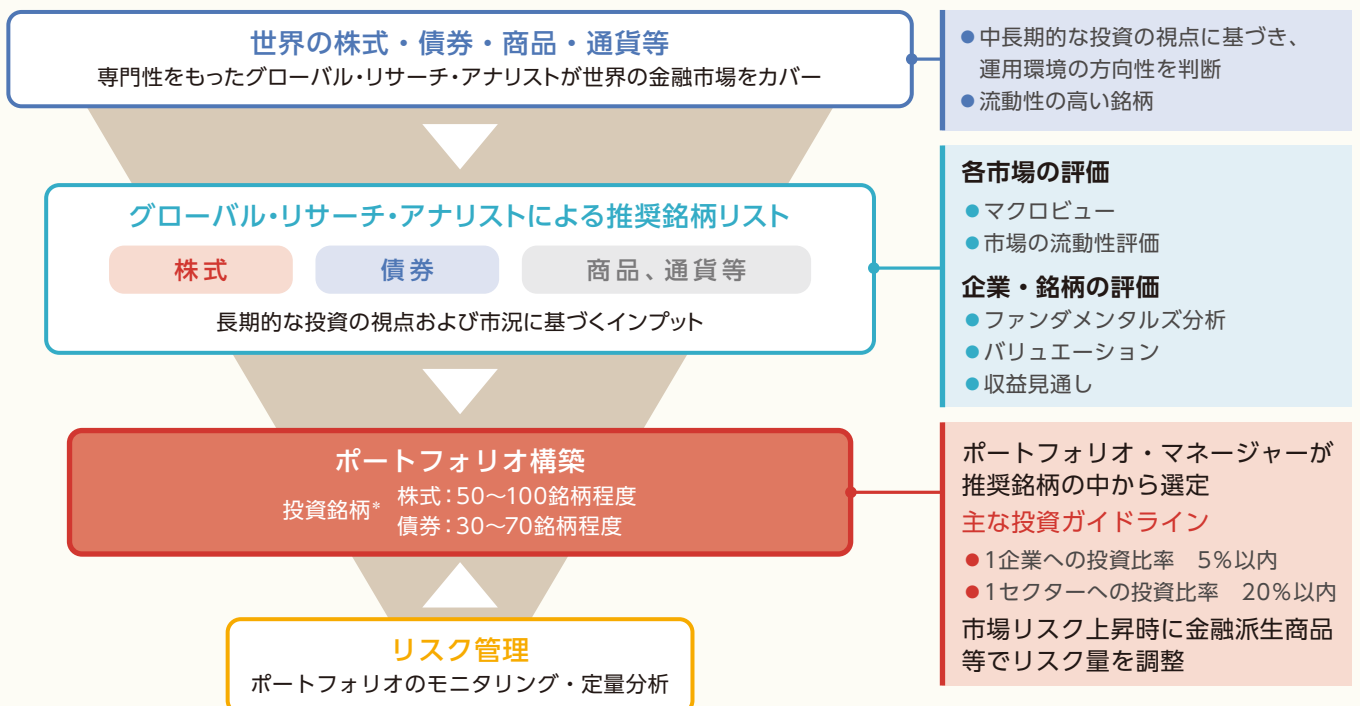 世界の株式・債券・商品・通貨等
専門性をもったグローバル・リサーチ・アナリストが世界の金融市場をカバー
●中長期的な投資の視点に基づき、
運用環境の方向性を判断
●流動性の高い銘柄
グローバル・リサーチ・アナリストによる推奨銘柄リスト
株式 債券 商品、通貨等
長期的な投資の視点および市況に基づくインプット
各市場の評価
●マクロビュー
●市場の流動性評価
企業・銘柄の評価
●ファンダメンタルズ分析
●バリュエーション
●収益見通し
ポートフォリオ構築
投資銘柄* 株式：50～100銘柄程度
債券：30～70銘柄程度
ポートフォリオ・マネージャーが
推奨銘柄の中から選定
主な投資ガイドライン
●1企業への投資比率　5%以内
●1セクターへの投資比率　20%以内
市場リスク上昇時に金融派生商品
等でリスク量を調整
リスク管理
ポートフォリオのモニタリング・定量分析